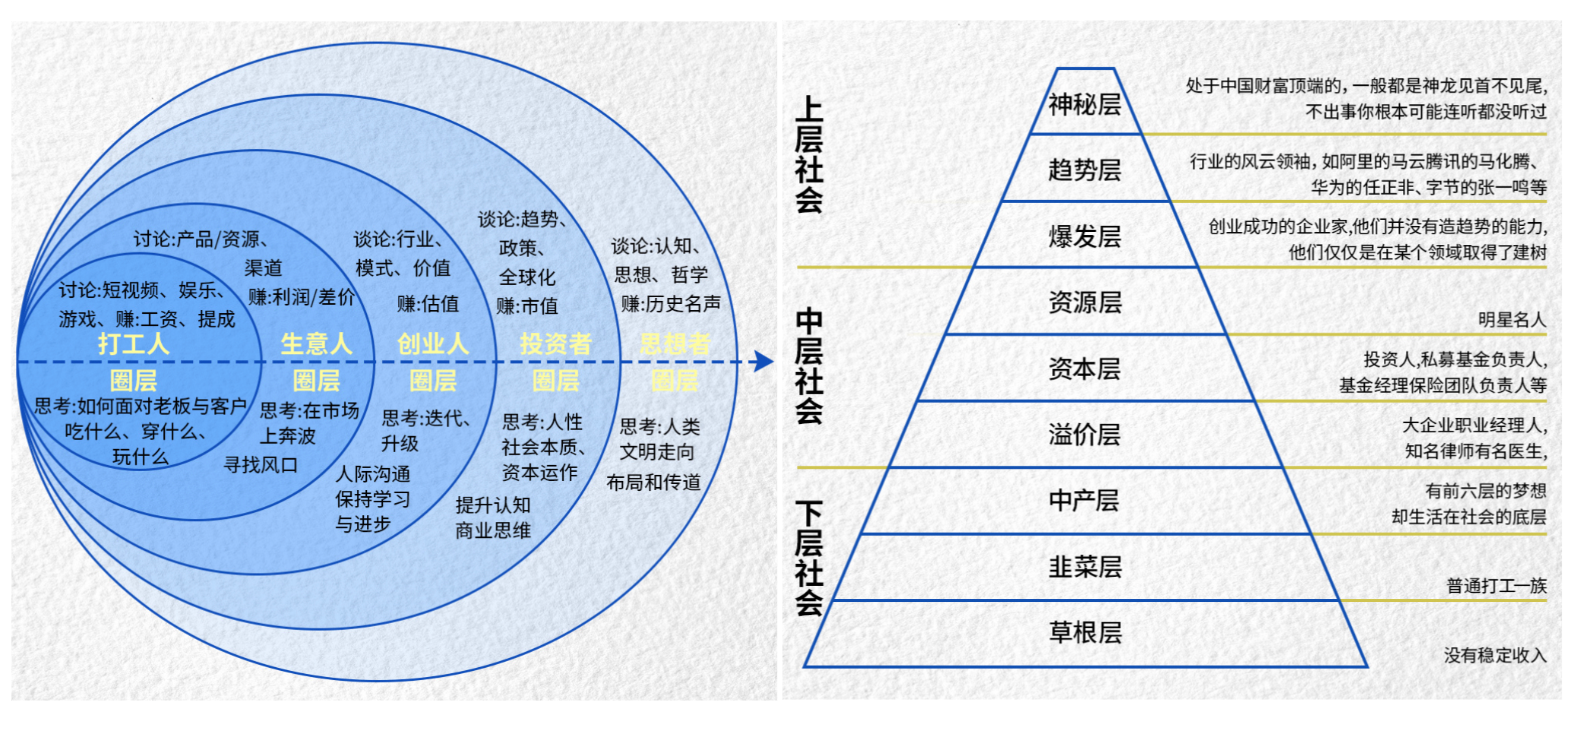 讨论:产品/资源、
渠道
赚:利润/差价
讨论:短视频、娱乐、
游戏、赚:工资、提成
打工人
圈层
思考:如何面对老板与客户
吃什么、穿什么、
玩什么
生意人
圈层
思考:在市场
上奔波
寻找风口
谈论:行业、
模式、价值
赚:估值
创业人
圈层
思考:迭代、
升级
人际沟通
保持学习
与进步
谈论:趋势、
政策、
全球化
赚:市值
投资者
圈层
思考:人性
社会本质、
资本运作
提升认知
商业思维
谈论:认知、
思想、哲学
赚:历史名声
思想者
圈层
思考:人类
文明走向
布局和传道
上层社会
中层社会
下层社会
神秘层
处于中国财富顶端的,一般都是神龙见首不见尾,
不出事你根本可能连听都没听过
趋势层
行业的风云领袖,如阿里的马云腾讯的马化腾、
华为的任正非、字节的张一鸣等
爆发层
创业成功的企业家,他们并没有造趋势的能力,
他们仅仅是在某个领域取得了建树
资源层
明星名人
资本层
投资人,私募基金负责人,
基金经理保险团队负责人等
溢价层
大企业职业经理人,
知名律师有名医生,
中产层
有前六层的梦想
却生活在社会的底层
韭菜层
普通打工一族
草根层
没有稳定收入